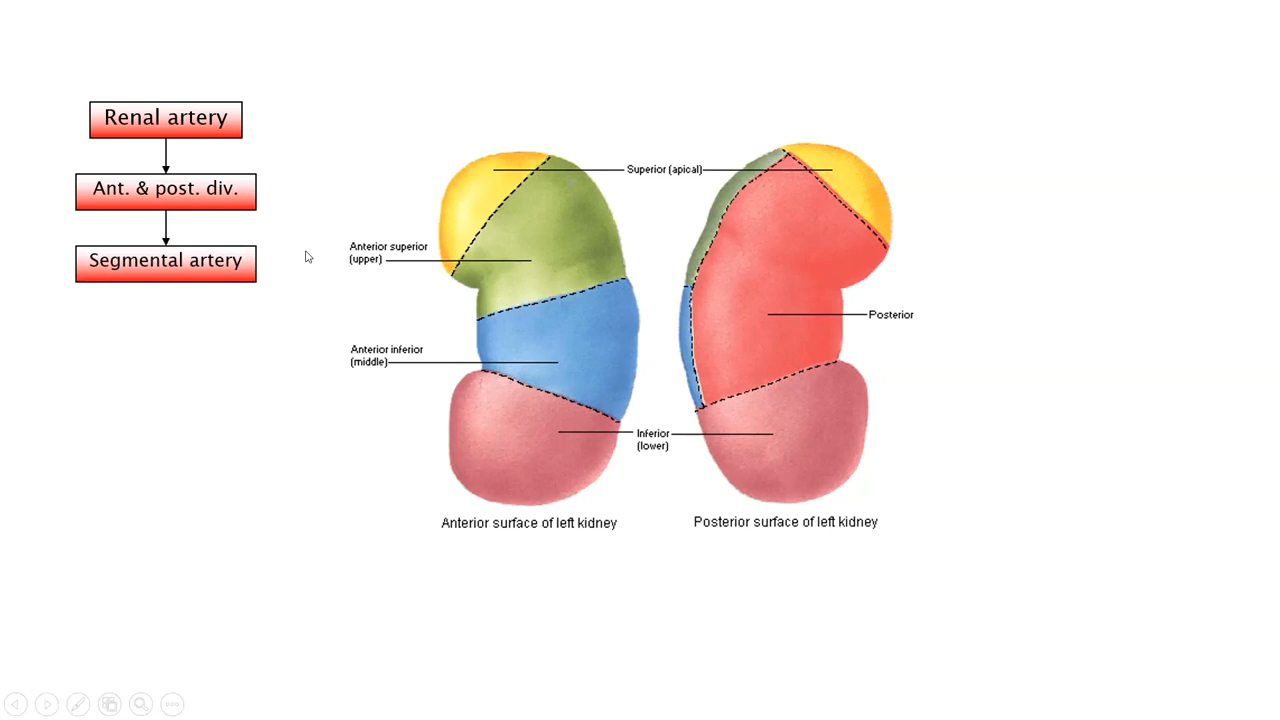 Renal artery
Ant. & post. div.
Segmental artery
Superior (apical)
Anterior superior
(upper)
Anterior inferior
(middle)
Posterior
Inferior
(lower)
Anterior surface of left kidney
Posterior surface of left kidney